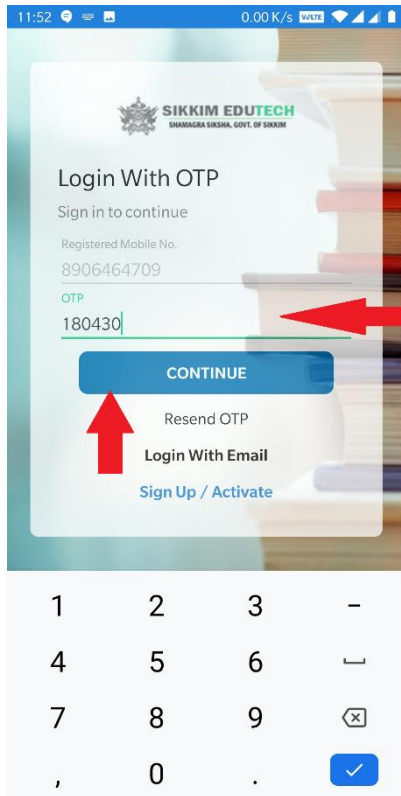 11:52 0.00 K/s VoLTE
SIKKIM EDUTECH
SHAMAGRA SIKSHA, GOVT. OF SIKKIM
Login With OTP
Sign in to continue
Registered Mobile No.
8906464709
OTP
180430
CONTINUE
Resend OTP
Login With Email
Sign Up / Activate
1 2 3 -
4 5 6
7 8 9
, 0 .